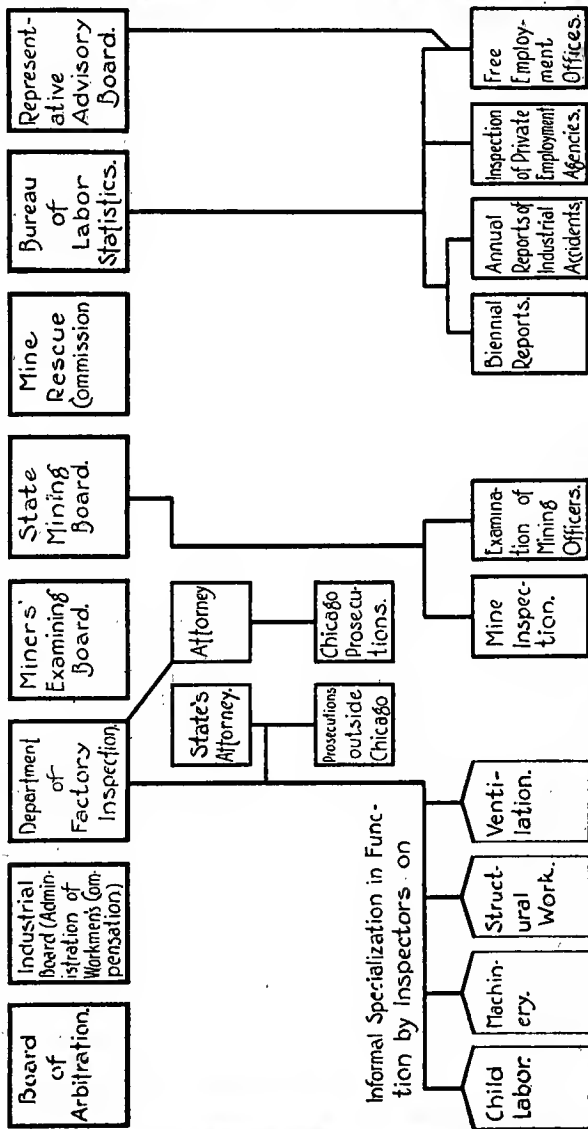 Board
of
Arbitration.
Industrial
Board (Admin-
istration of
Workmens Com-
pensation)
Department
of
Factory
Inspection.
Miners'
Examining
Board.
State
Mining
Board.
Mine
Rescue
Commission
Bureau
of
Labor
Statistics.
Represent-
ative
Advisory
Board.
State's
Attorney.
Attorney
Prosecutions
outside
Chicago
Chicago
Prosecu-
tions.
Informal Specialization in Func-
tion by Inspectors on
Child
Labor.
Machin-
ery.
Struct-
ural
Work.
Venti-
lation.
Mine
Inspec-
tion.
Examina-
tion of
Mining
Officers.
Biennial
Reports.
Annual
Reports of
Industrial
Accidents
Inspection
of Private
Employment
Agencies.
Free
Employ-
ment
Offices.